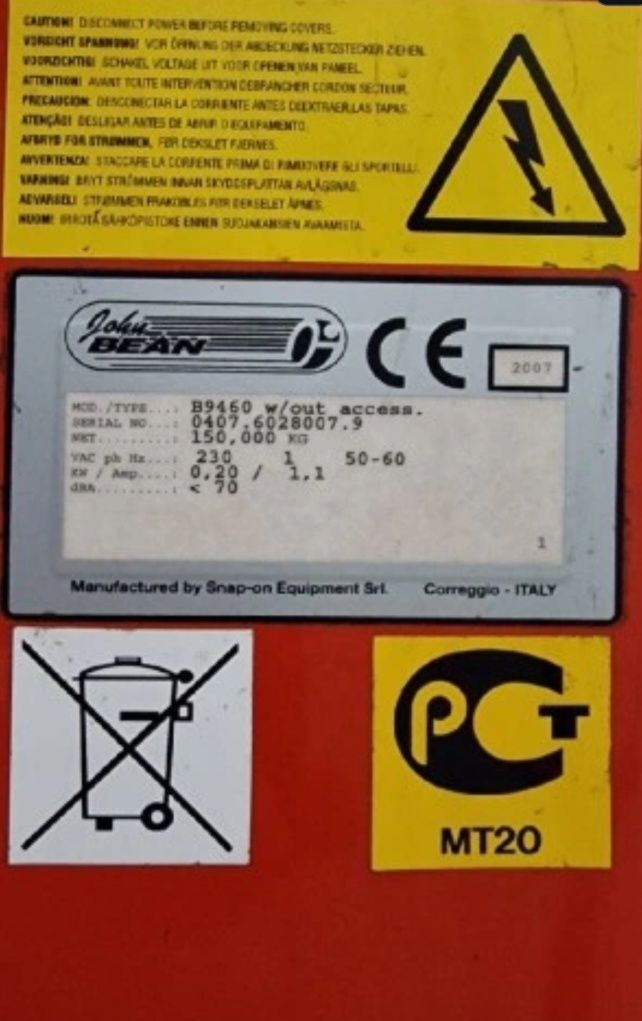 CAUTION! DISCONNECT POWER BEFORE REMOVING COVERS.
VORSICHT SPANNUNG! VOR ÖFFNUNG DER ABDECKUNG NETZSTECKER ZIEHEN.
VOORZICHTIG! SCHAKEL VOLTAGE UIT VOOR OPENEN VAN PANEEL.
ATTENTION! AVANT TOUTE INTERVENTION DEBRANCHER CORDON SECTEUR.
PRECAUCION: DESCONECTAR LA CORRIENTE ANTES DE EXTRAER LAS TAPAS.
ATENÇÃO! DESLIGAR ANTES DE ABRIR O EQUIPAMENTO.
AFBRYD FOR STRØMMEN, FØR DEKSLET FJERNES.
AVVERTENZA! STACCARE LA CORRENTE PRIMA DI RIMUOVERE GLI SPORTELLI.
VARNING! BRYT STRÖMMEN INNAN SKYDDSPLATTAN AVLÄGSNAS.
ADVARSEL! STRØMMEN FRAKOBLES FØR DEKSELET ÅPNES.
HUOM! IRROTA SÄHKÖPISTOKE ENNEN SUOJAKANSIEN AVAAMISTA.
John
BEAN
CE
2007
MOD./TYPE...: B9460 w/out access.
SERIAL NO...: 0407.6028007.9
NET.........: 150,000 KG
VAC ph Hz...: 230 1 50-60
KW / Amp....: 0,20 / 1,1
dBA.........: < 70
1
Manufactured by Snap-on Equipment Srl. Correggio - ITALY
PCT
MT20